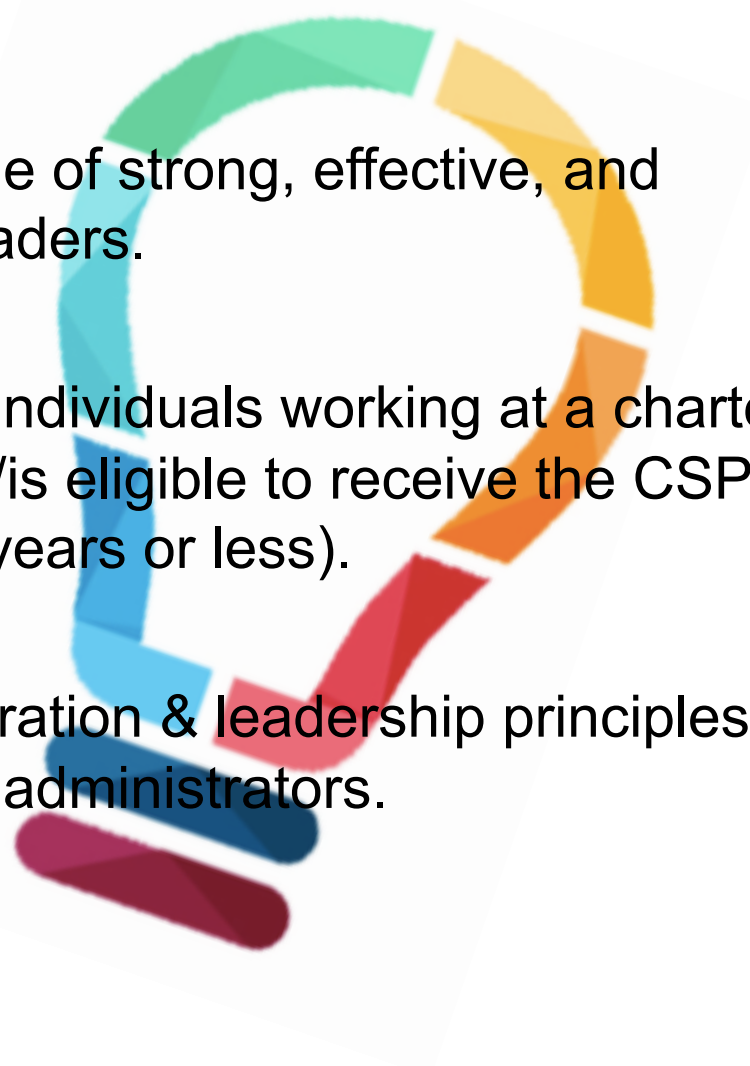 e of strong, effective, and
aders.
ndividuals working at a charte
/is eligible to receive the CSP
years or less).
ration & leadership principles
administrators.